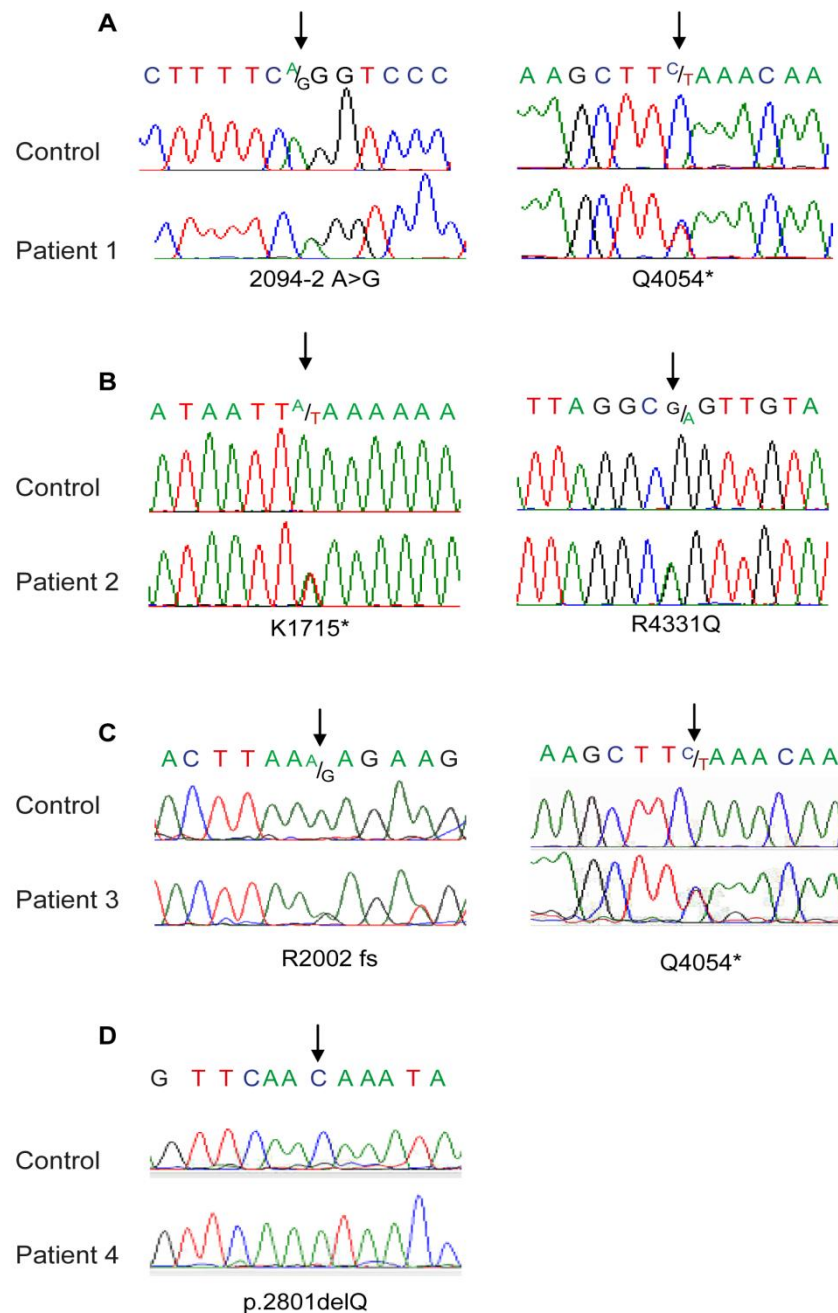 A
C T T T T C A/G G G T C C C
A A G C T T C/T A A A C A A
Control
Patient 1
2094-2 A>G
Q4054*
B
A T A A T T A/T A A A A A A
T T A G G C G/A G T T G T A
Control
Patient 2
K1715*
R4331Q
C
A C T T A A A/G A G A A G
A A G C T T C/T A A A C A A
Control
Patient 3
R2002 fs
Q4054*
D
G T T C A A C A A A T A
Control
Patient 4
p.2801delQ